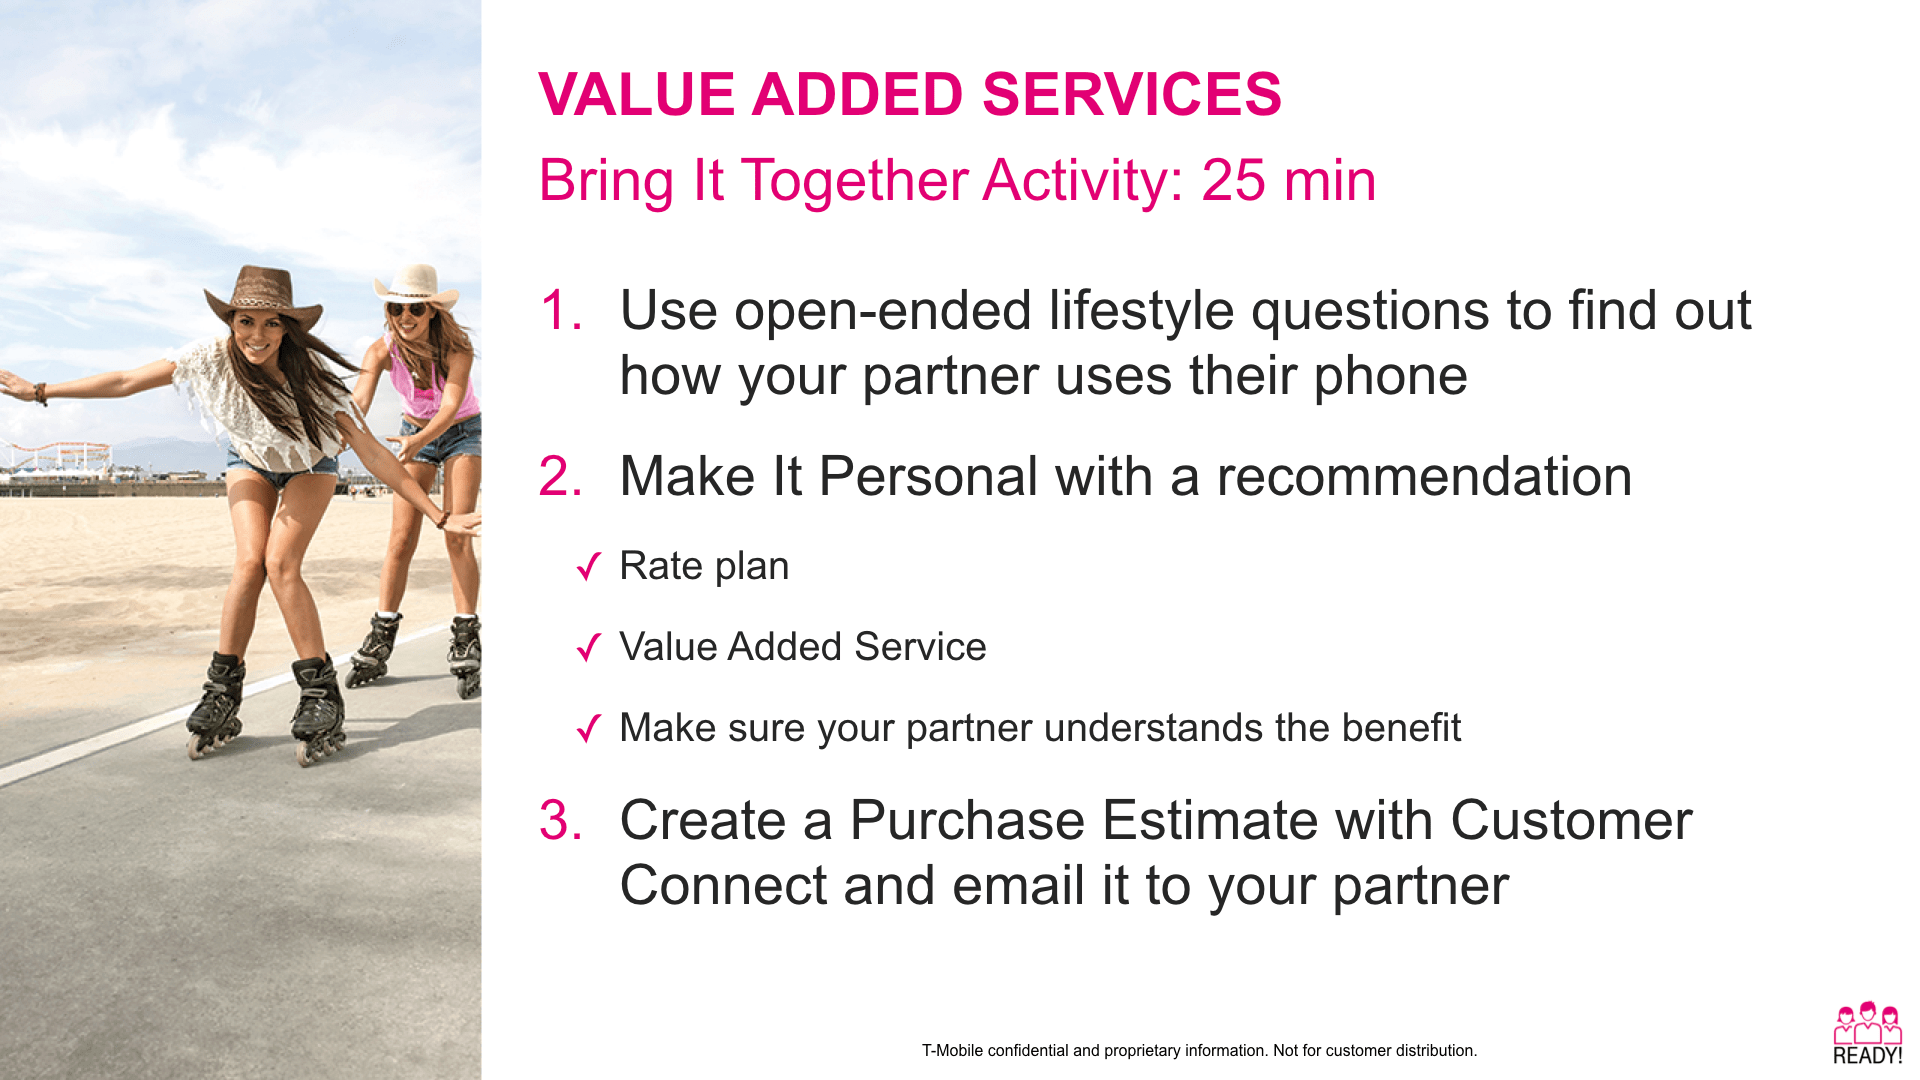 VALUE ADDED SERVICES
Bring It Together Activity: 25 min
1. Use open-ended lifestyle questions to find out
how your partner uses their phone
2. Make It Personal with a recommendation
✓ Rate plan
✓ Value Added Service
✓ Make sure your partner understands the benefit
3. Create a Purchase Estimate with Customer
Connect and email it to your partner
T-Mobile confidential and proprietary information. Not for customer distribution.
READY!